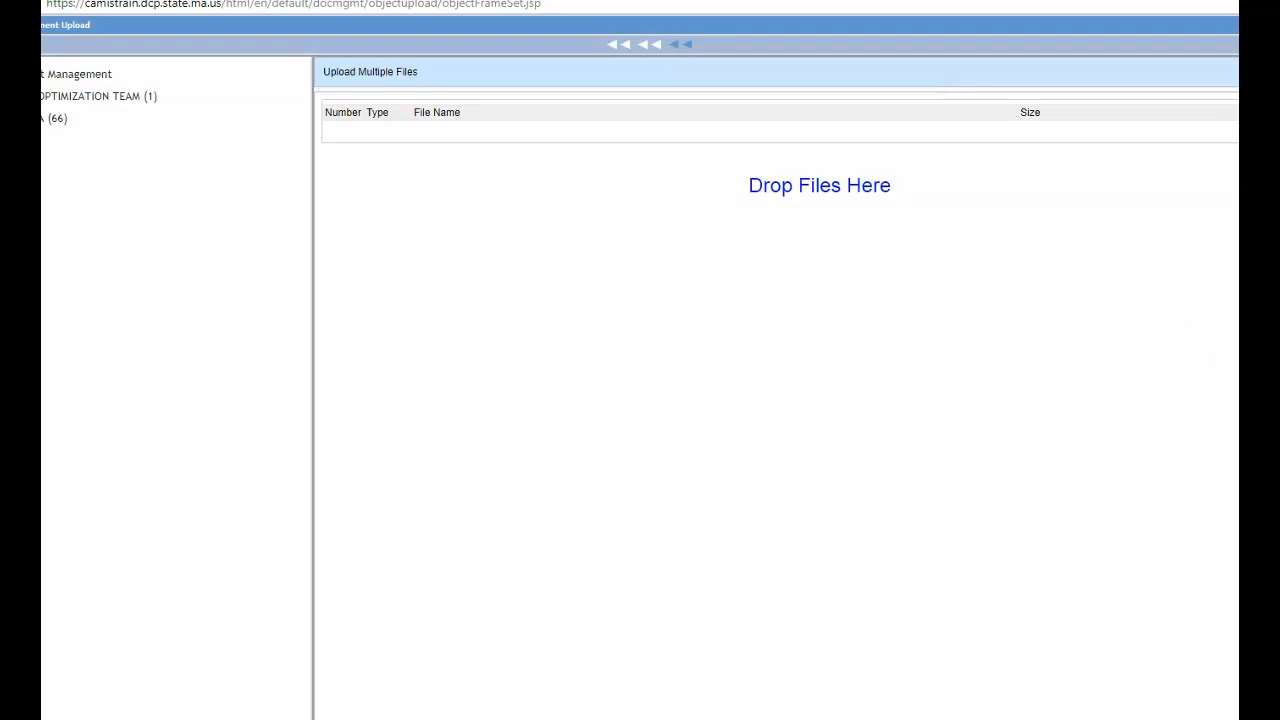 https://camistrain.dcp.state.ma.us/html/en/default/docmgmt/objectupload/objectFrameSet.jsp
ment Upload
t Management
OPTIMIZATION TEAM (1)
A (66)
Upload Multiple Files
Number Type File Name Size
Drop Files Here